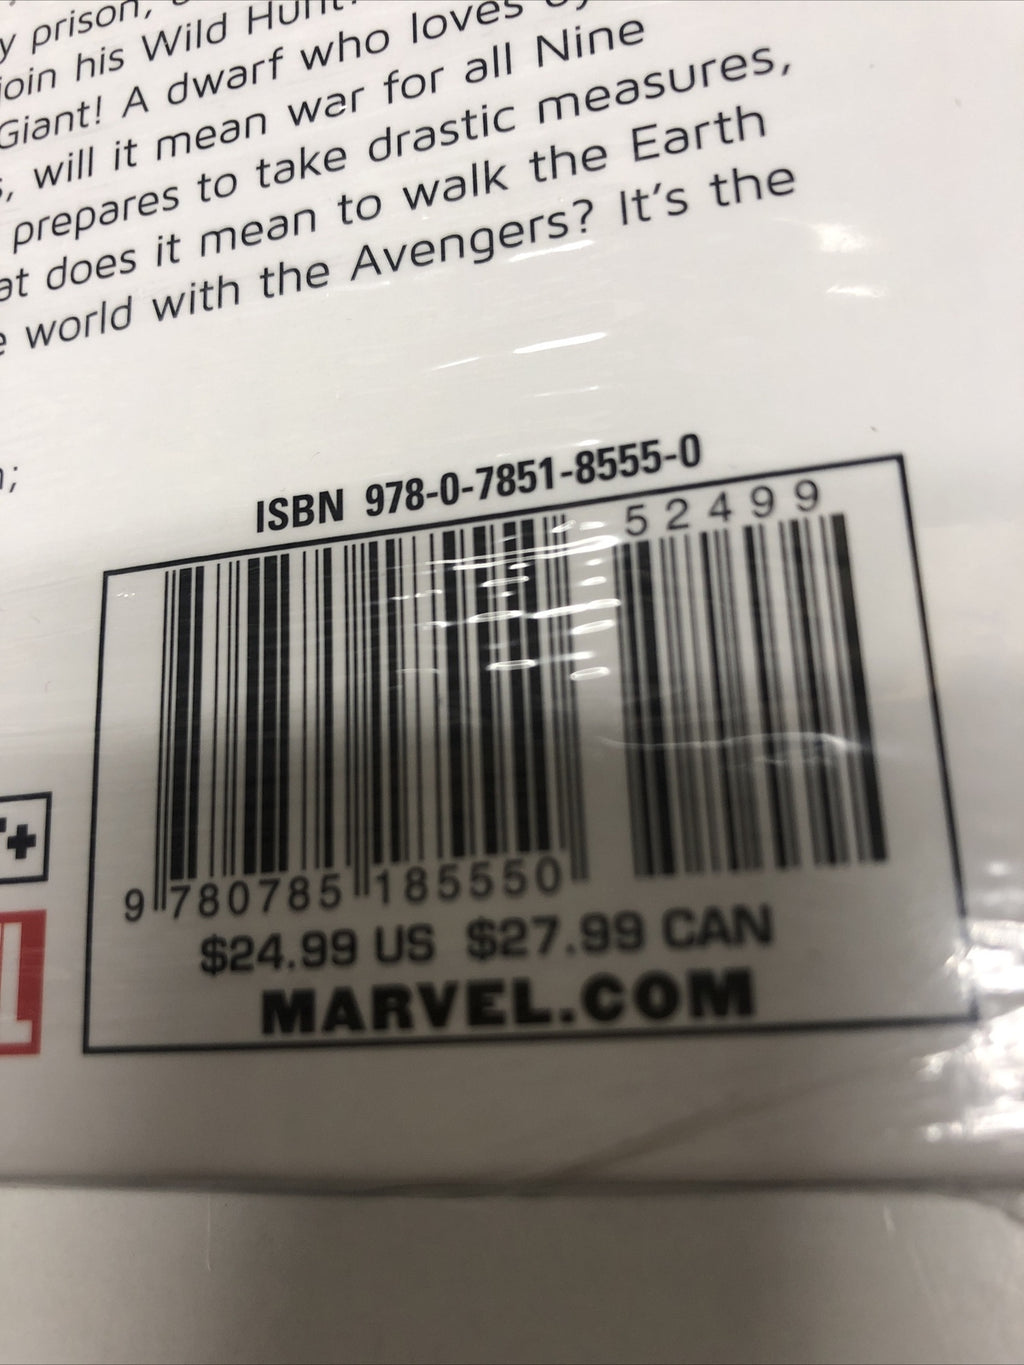 y prison,
join his Wild Hunt
Giant! A dwarf who loves
, will it mean war for all Nine
prepares to take drastic measures,
at does it mean to walk the Earth
world with the Avengers? It's the
;
ISBN 978-0-7851-8555-0
52499
9 780785 185550
$24.99 US $27.99 CAN
MARVEL.COM
+
L